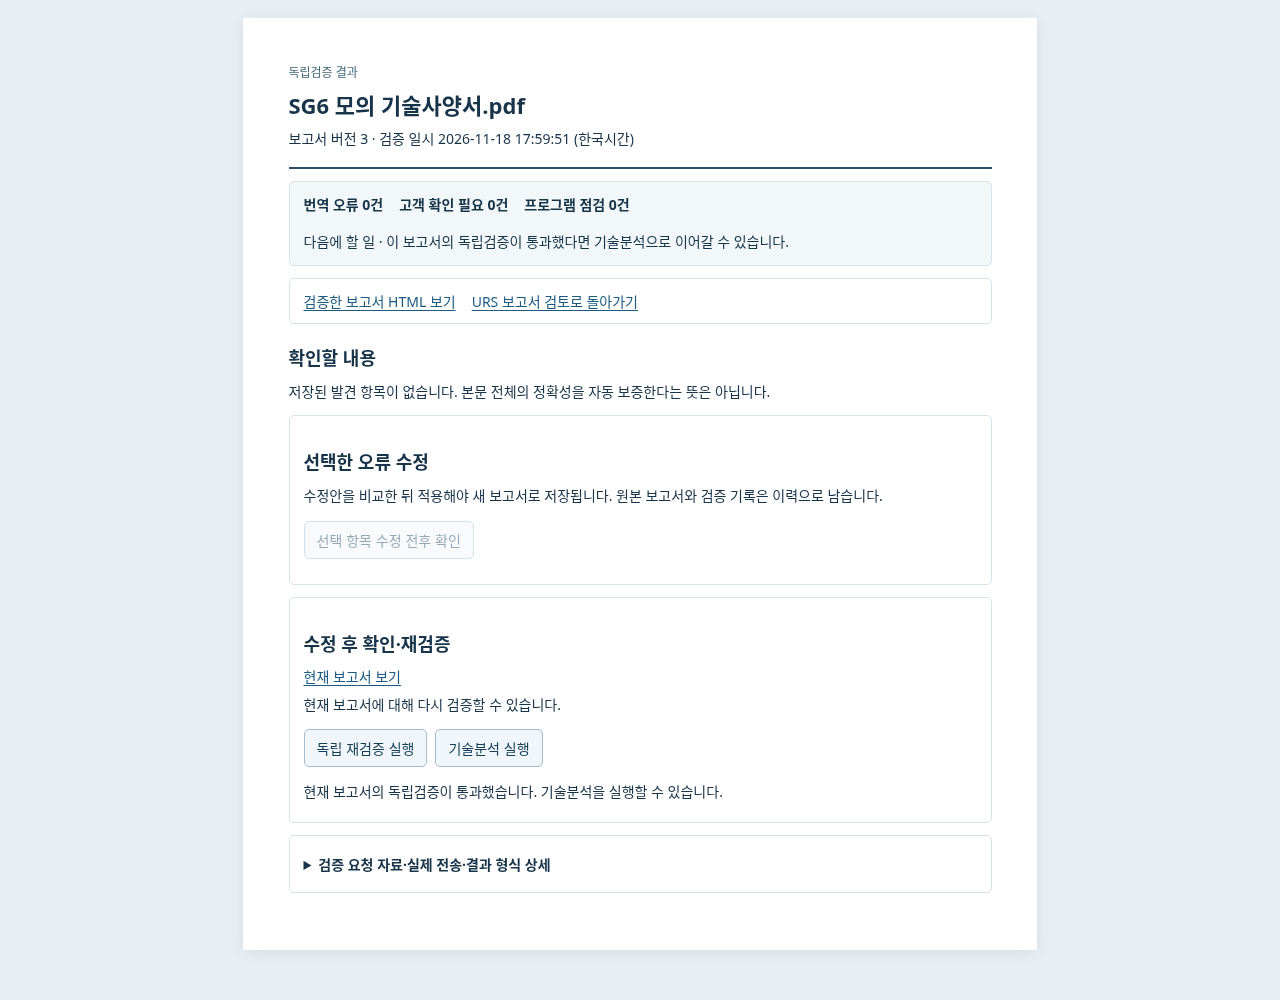 독립검증 결과
SG6 모의 기술사양서.pdf
보고서 버전 3 · 검증 일시 2026-11-18 17:59:51 (한국시간)
번역 오류 0건 고객 확인 필요 0건 프로그램 점검 0건
다음에 할 일 · 이 보고서의 독립검증이 통과했다면 기술분석으로 이어갈 수 있습니다.
검증한 보고서 HTML 보기 URS 보고서 검토로 돌아가기
확인할 내용
저장된 발견 항목이 없습니다. 본문 전체의 정확성을 자동 보증한다는 뜻은 아닙니다.
선택한 오류 수정
수정안을 비교한 뒤 적용해야 새 보고서로 저장됩니다. 원본 보고서와 검증 기록은 이력으로 남습니다.
선택 항목 수정 전후 확인
수정 후 확인·재검증
현재 보고서 보기
현재 보고서에 대해 다시 검증할 수 있습니다.
독립 재검증 실행 기술분석 실행
현재 보고서의 독립검증이 통과했습니다. 기술분석을 실행할 수 있습니다.
▶ 검증 요청 자료·실제 전송·결과 형식 상세